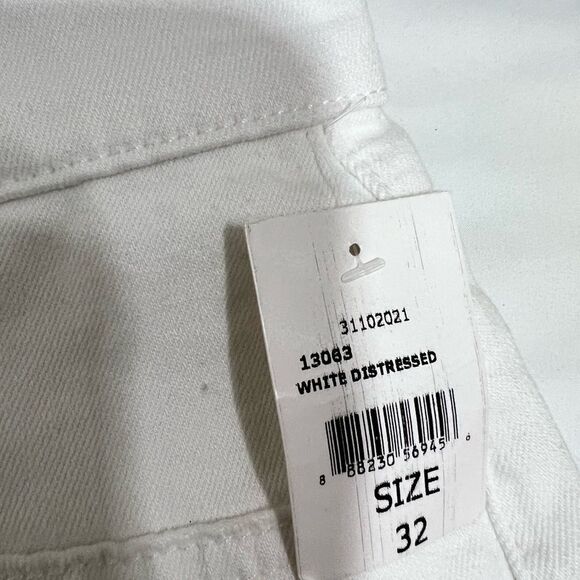 31102021
13063
WHITE DISTRESSED
8 88230 56945 6
SIZE
32